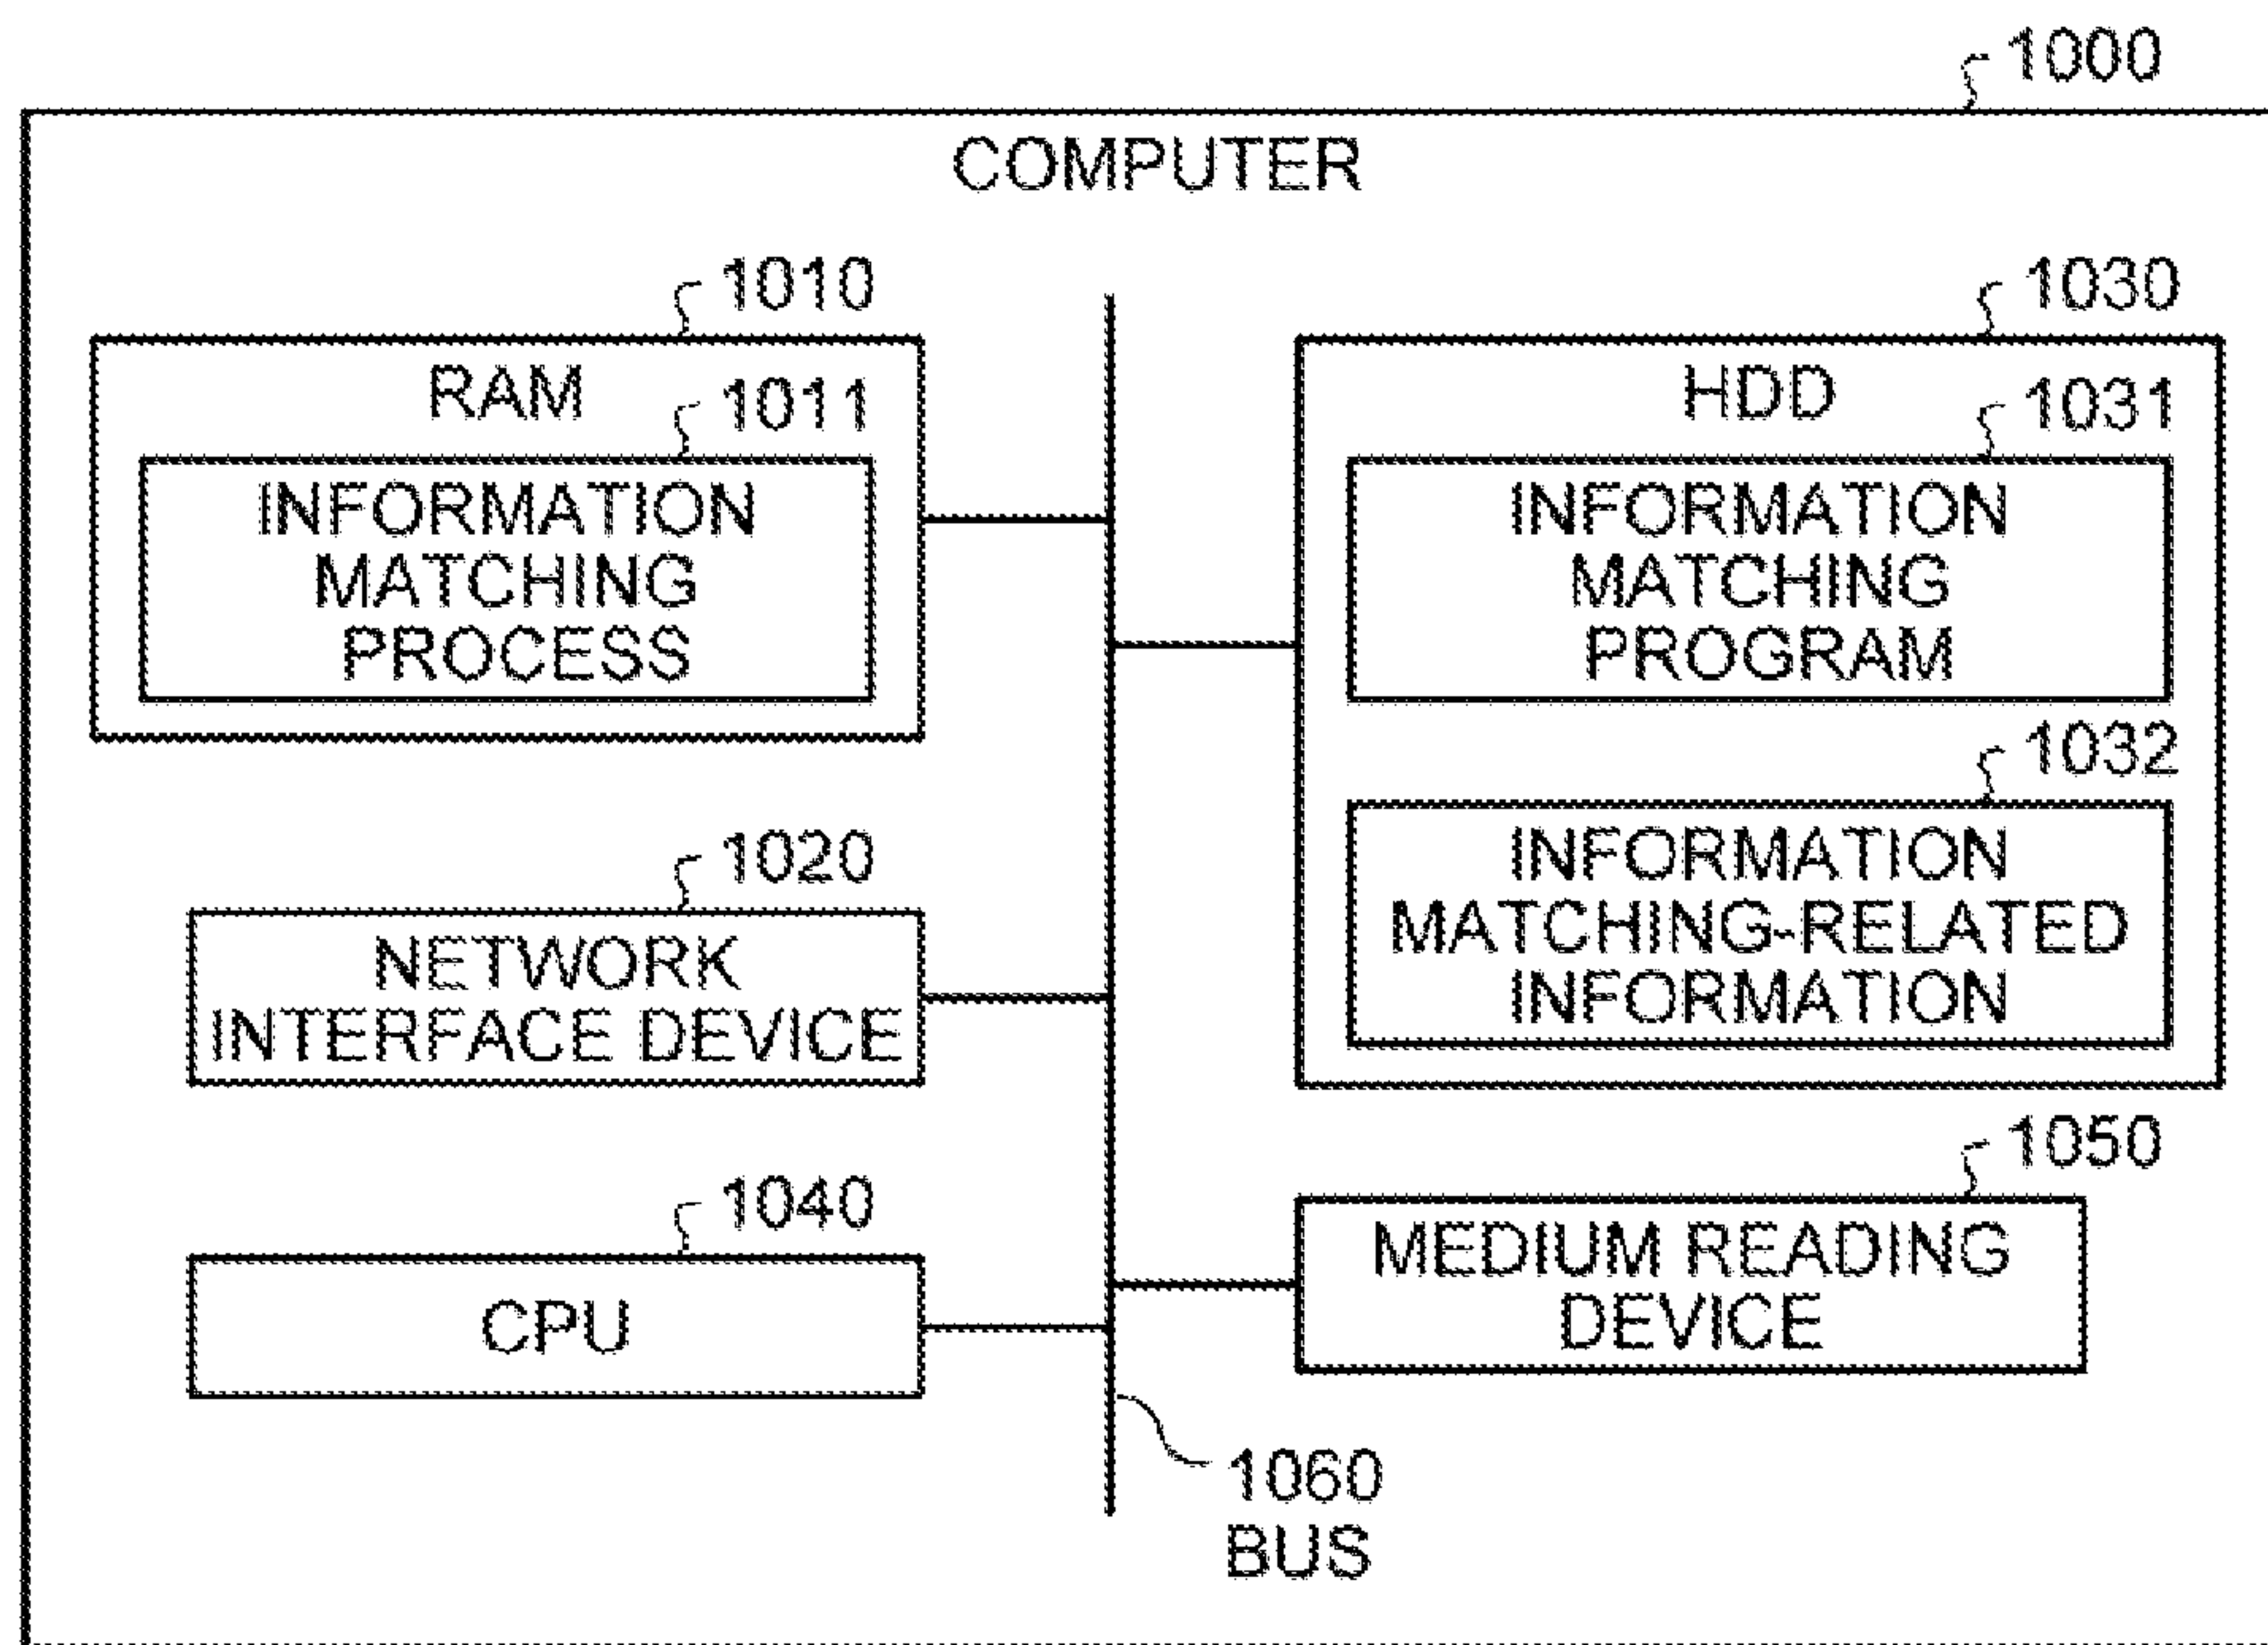 1000
COMPUTER
1010
RAM
1011
INFORMATION
MATCHING
PROCESS
1020
NETWORK
INTERFACE DEVICE
1040
CPU
1030
HDD
1031
INFORMATION
MATCHING
PROGRAM
1032
INFORMATION
MATCHING-RELATED
INFORMATION
1050
MEDIUM READING
DEVICE
1060
BUS